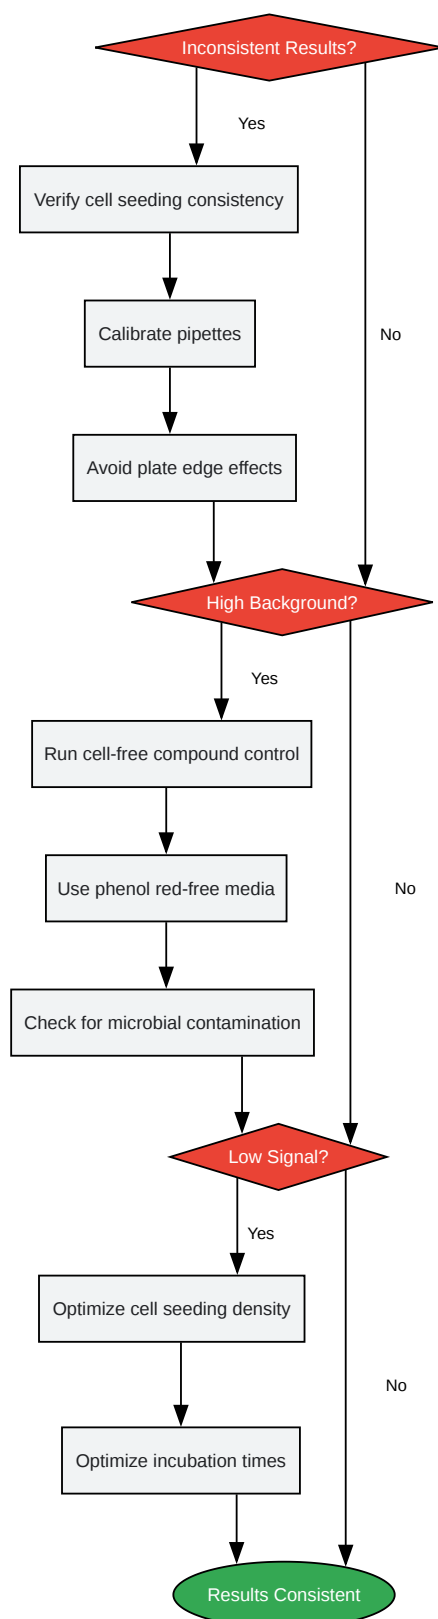 Inconsistent Results?
Yes
Verify cell seeding consistency
Calibrate pipettes
No
Avoid plate edge effects
High Background?
Yes
Run cell-free compound control
Use phenol red-free media
No
Check for microbial contamination
Low Signal?
Yes
Optimize cell seeding density
No
Optimize incubation times
Results Consistent